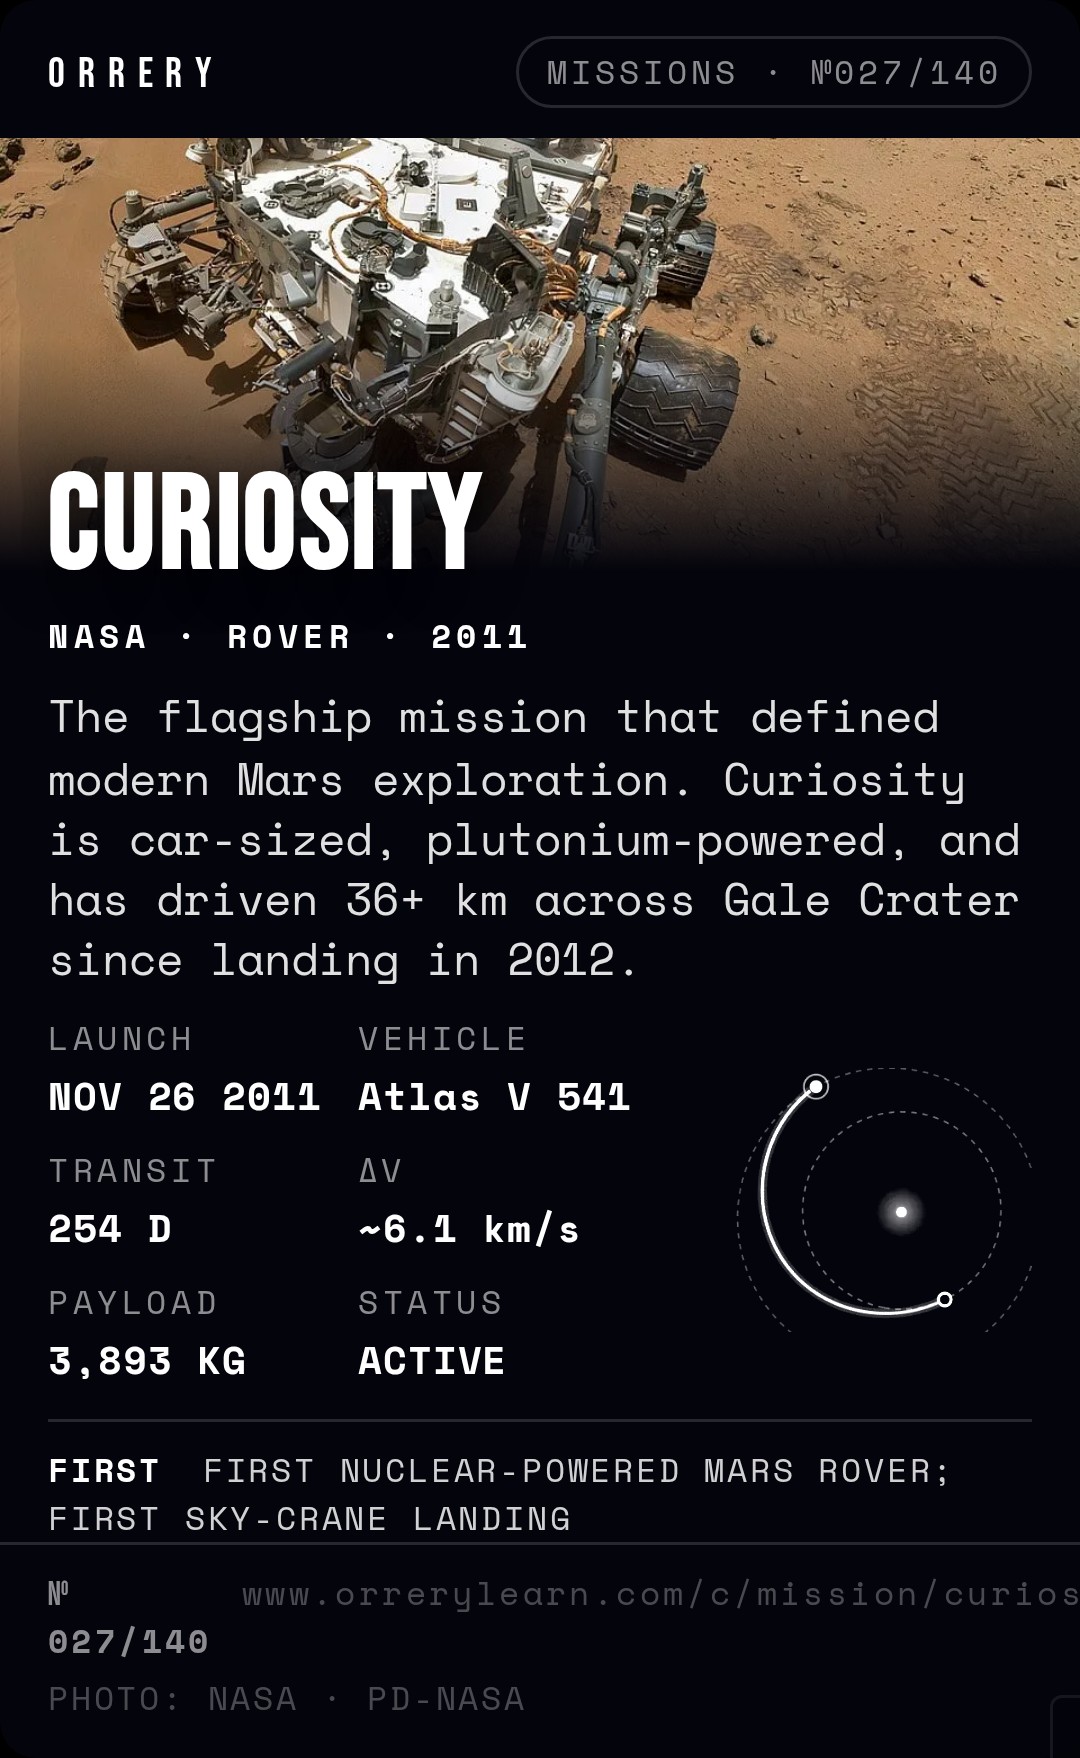 ORRERY
MISSIONS · №027/140
CURIOSITY
NASA · ROVER · 2011
The flagship mission that defined
modern Mars exploration. Curiosity
is car-sized, plutonium-powered, and
has driven 36+ km across Gale Crater
since landing in 2012.
LAUNCH VEHICLE
NOV 26 2011 Atlas V 541
TRANSIT ΔV
254 D ~6.1 km/s
PAYLOAD STATUS
3,893 KG ACTIVE
FIRST FIRST NUCLEAR-POWERED MARS ROVER;
FIRST SKY-CRANE LANDING
№ www.orrerylearn.com/c/mission/curios
027/140
PHOTO: NASA · PD-NASA